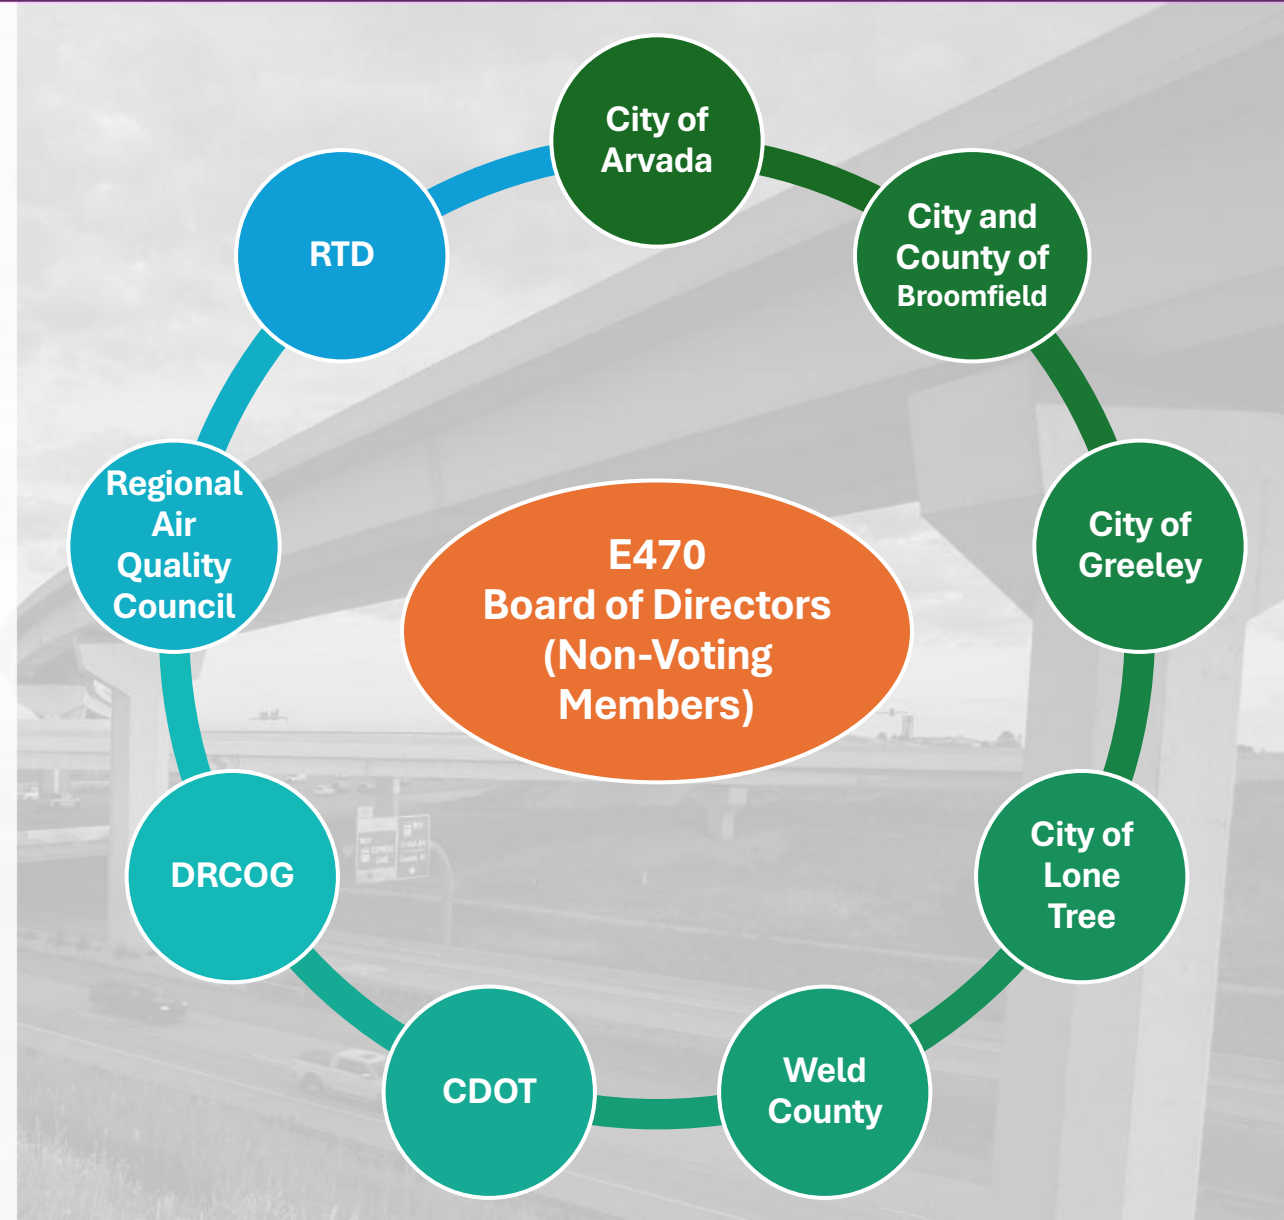 City of
Arvada
City and
County of
Broomfield
City of
Greeley
City of
Lone
Tree
Weld
County
CDOT
DRCOG
Regional
Air
Quality
Council
RTD
E470
Board of Directors
(Non-Voting
Members)